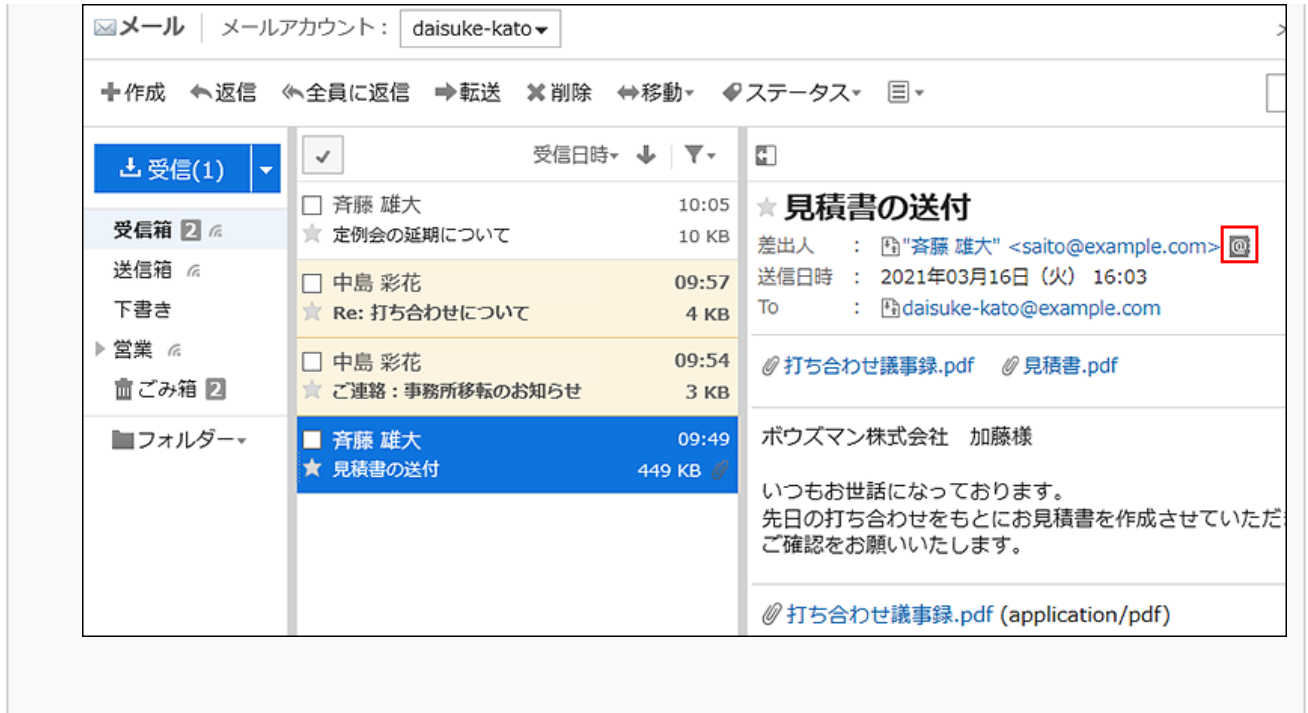 メール メールアカウント： daisuke-kato
作成 返信 全員に返信 転送 削除 移動 ステータス
受信(1)
受信箱 2
送信箱
下書き
営業
ごみ箱 2
フォルダー
受信日時
斉藤 雄大 10:05
定例会の延期について 10 KB
中島 彩花 09:57
Re: 打ち合わせについて 4 KB
中島 彩花 09:54
ご連絡：事務所移転のお知らせ 3 KB
斉藤 雄大 09:49
見積書の送付 449 KB
見積書の送付
差出人 ： "斉藤 雄大" <saito@example.com>
送信日時 ： 2021年03月16日（火） 16:03
To ： daisuke-kato@example.com
打ち合わせ議事録.pdf 見積書.pdf
ボウズマン株式会社　加藤様
いつもお世話になっております。
先日の打ち合わせをもとにお見積書を作成させていただ
ご確認をお願いいたします。
打ち合わせ議事録.pdf (application/pdf)